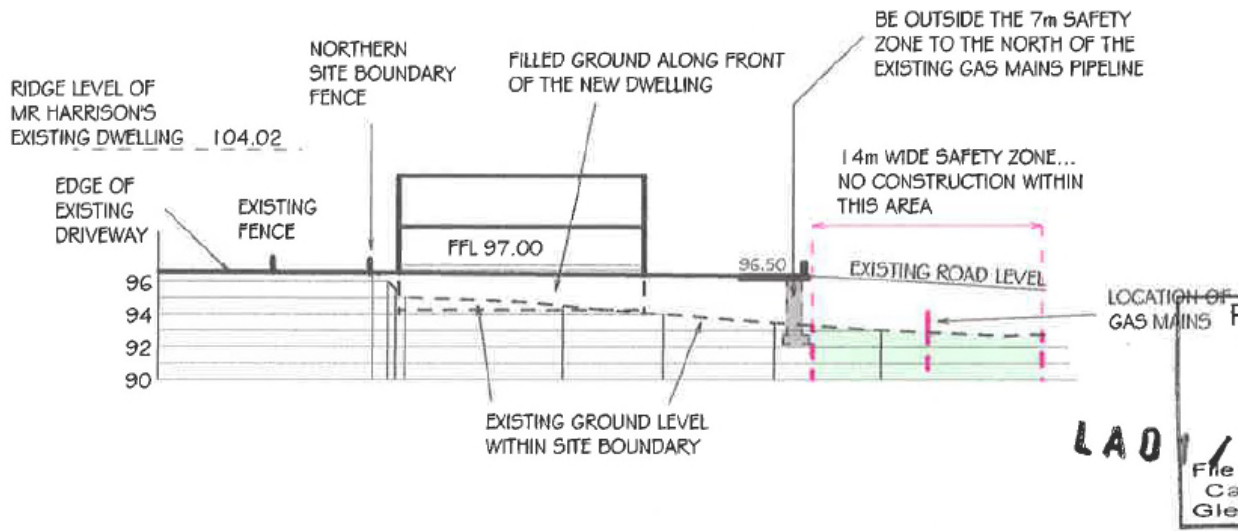 BE OUTSIDE THE 7m SAFETY
ZONE TO THE NORTH OF THE
EXISTING GAS MAINS PIPELINE
NORTHERN
SITE BOUNDARY
FENCE
FILLED GROUND ALONG FRONT
OF THE NEW DWELLING
RIDGE LEVEL OF
MR HARRISON'S
EXISTING DWELLING 104.02
14m WIDE SAFETY ZONE...
NO CONSTRUCTION WITHIN
THIS AREA
EDGE OF
EXISTING
DRIVEWAY
EXISTING
FENCE
FFL 97.00
96.50
EXISTING ROAD LEVEL
96
94
92
90
LOCATION OF
GAS MAINS
EXISTING GROUND LEVEL
WITHIN SITE BOUNDARY
LAO
File
Ca
Gle